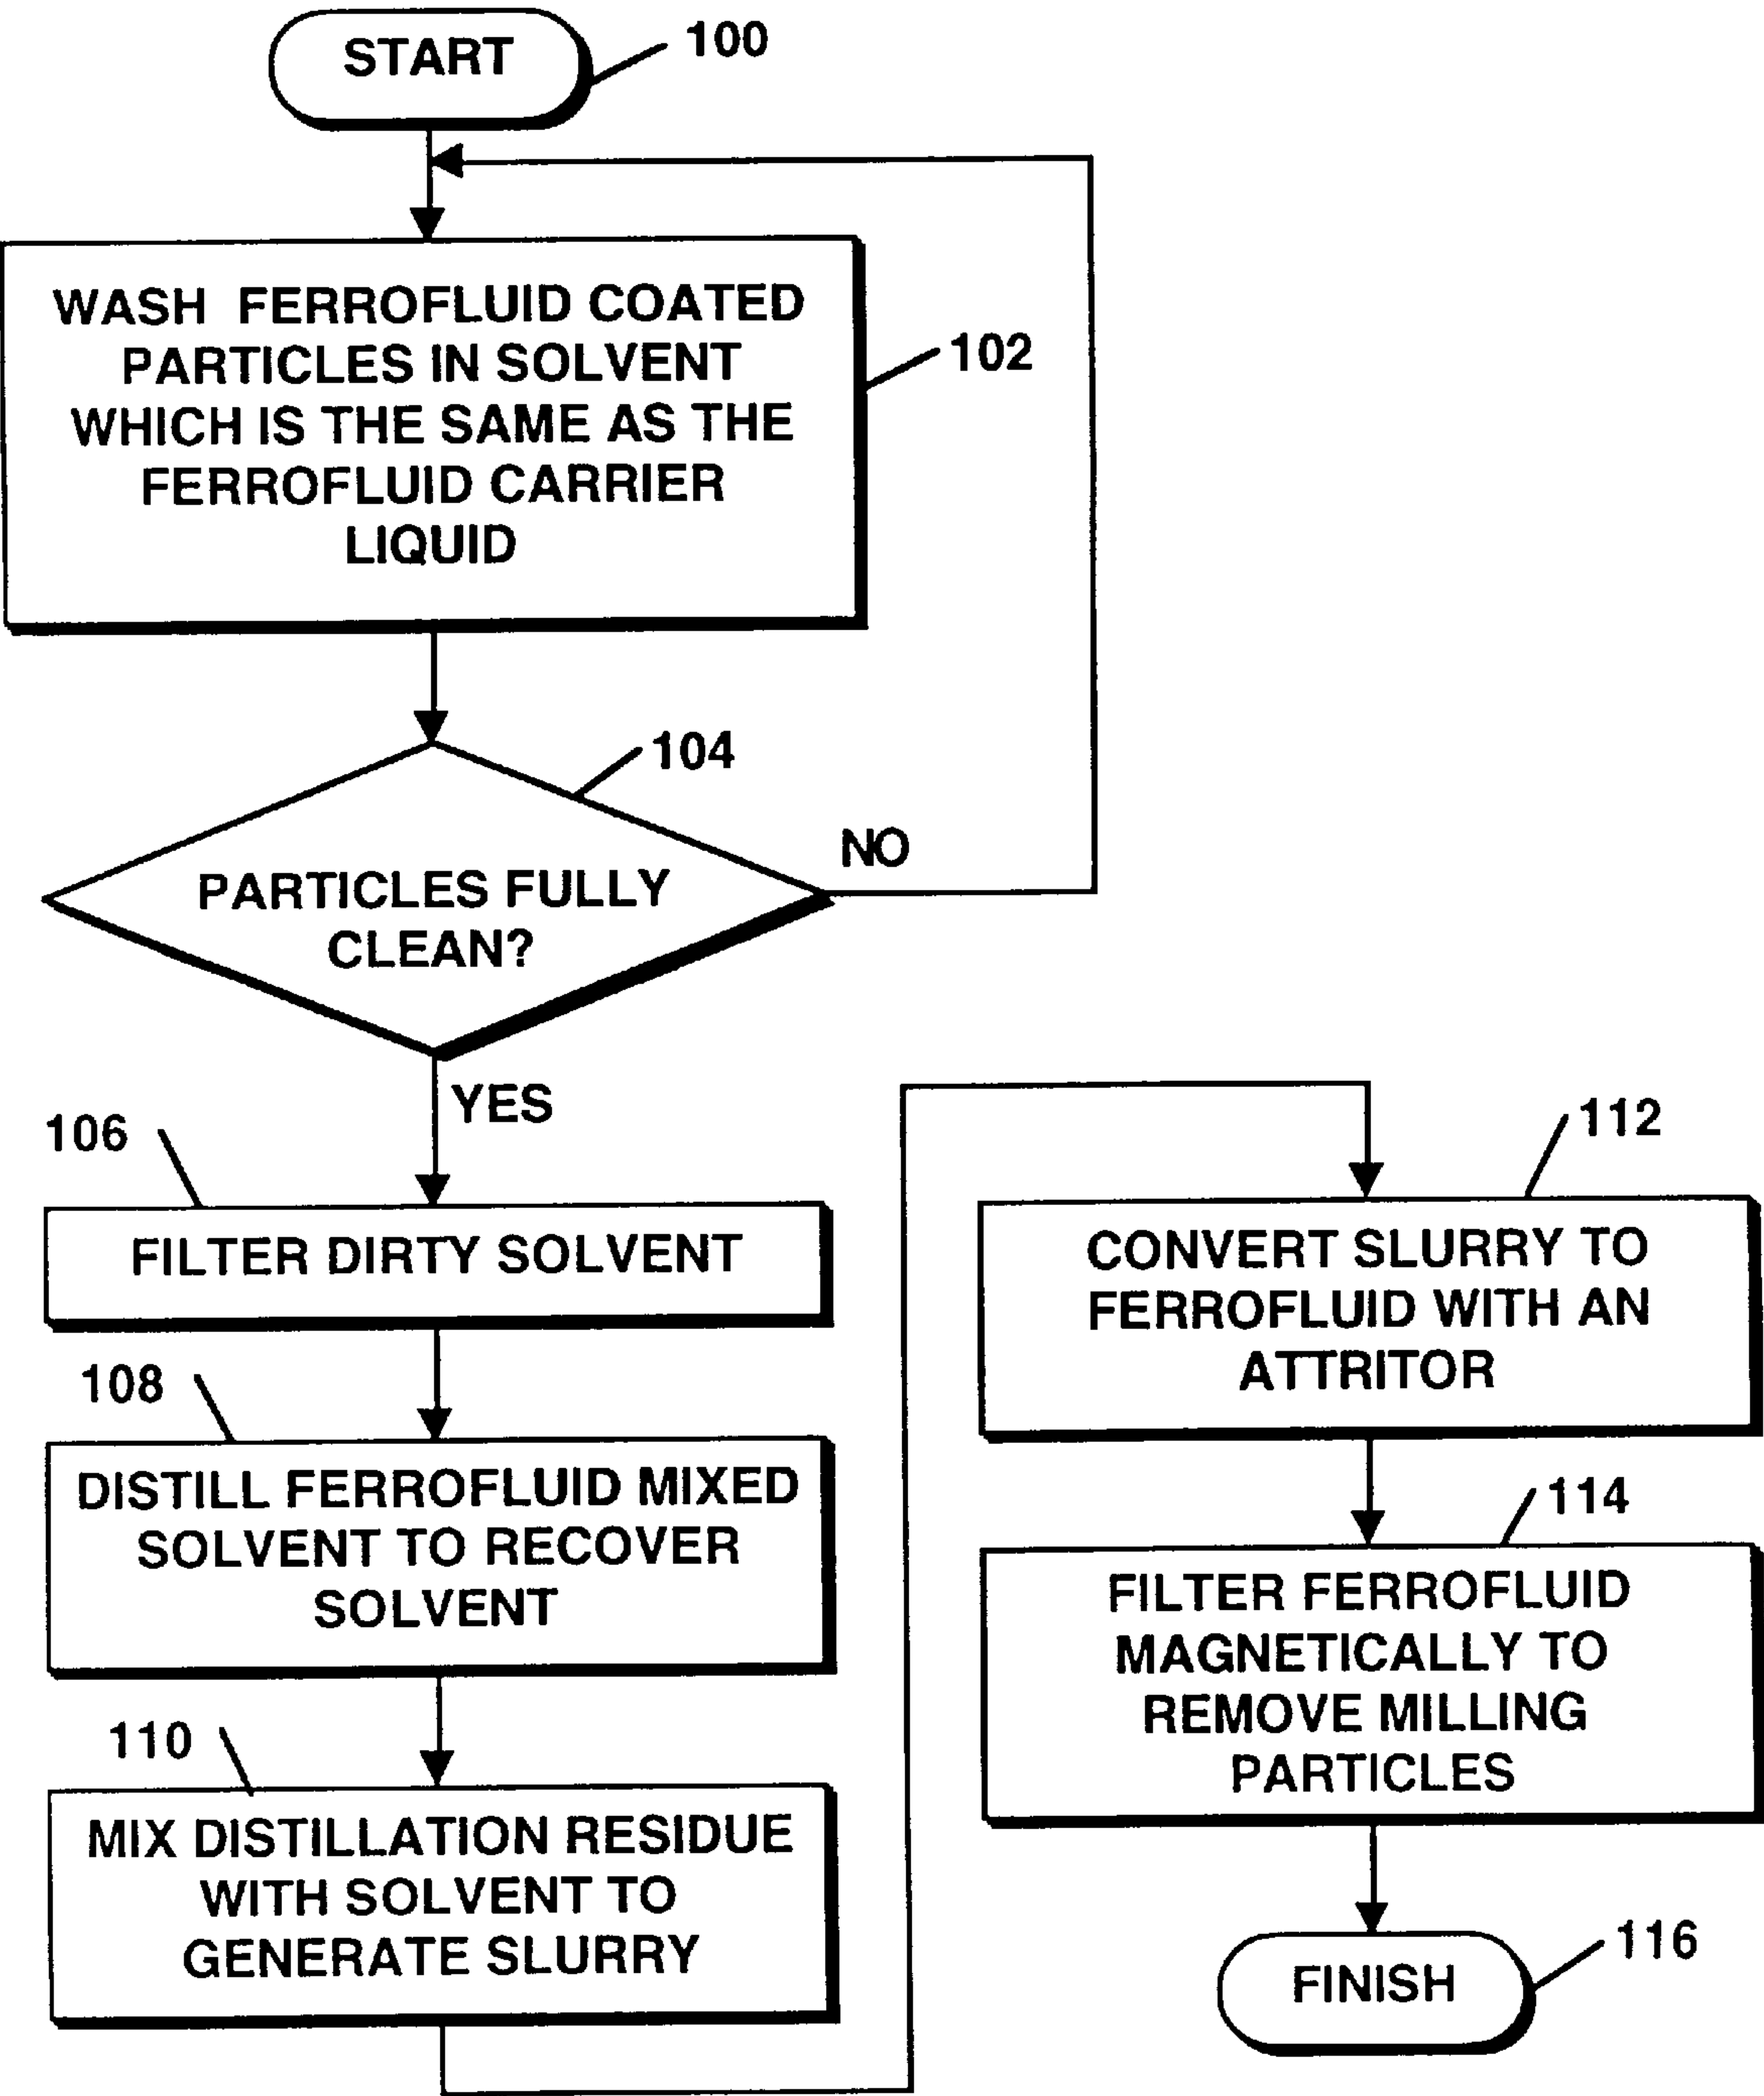 START
100
WASH FERROFLUID COATED
PARTICLES IN SOLVENT
WHICH IS THE SAME AS THE
FERROFLUID CARRIER
LIQUID
102
104
PARTICLES FULLY
CLEAN?
NO
YES
106
FILTER DIRTY SOLVENT
108
DISTILL FERROFLUID MIXED
SOLVENT TO RECOVER
SOLVENT
110
MIX DISTILLATION RESIDUE
WITH SOLVENT TO
GENERATE SLURRY
112
CONVERT SLURRY TO
FERROFLUID WITH AN
ATTRITOR
114
FILTER FERROFLUID
MAGNETICALLY TO
REMOVE MILLING
PARTICLES
FINISH
116